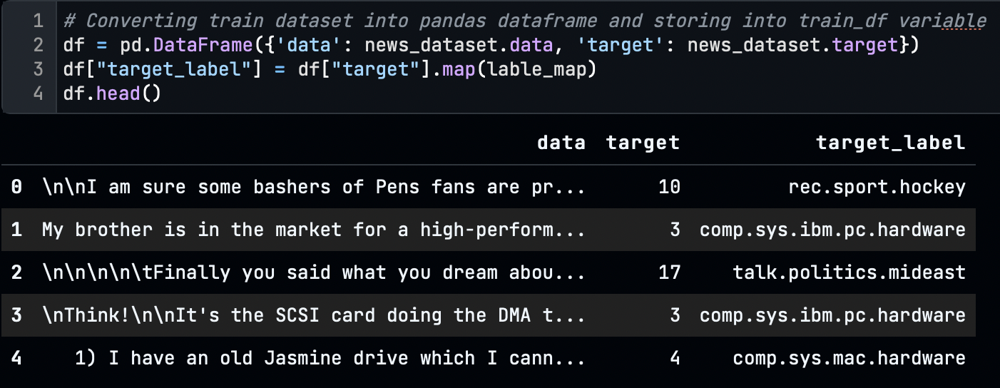 1 # Converting train dataset into pandas dataframe and storing into train_df variable
2 df = pd.DataFrame({'data': news_dataset.data, 'target': news_dataset.target})
3 df["target_label"] = df["target"].map(lable_map)
4 df.head()
data target target_label
0 \n\nI am sure some bashers of Pens fans are pr... 10 rec.sport.hockey
1 My brother is in the market for a high-perform... 3 comp.sys.ibm.pc.hardware
2 \n\n\n\n\tFinally you said what you dream abou... 17 talk.politics.mideast
3 \nThink!\n\nIt's the SCSI card doing the DMA t... 3 comp.sys.ibm.pc.hardware
4 1) I have an old Jasmine drive which I cann... 4 comp.sys.mac.hardware